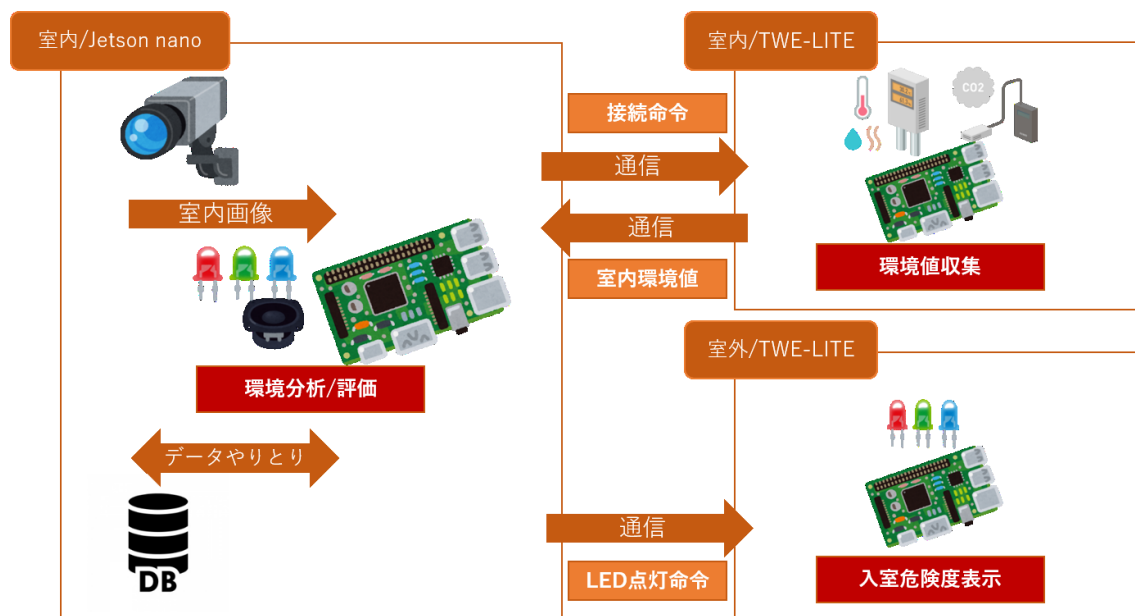 室内/Jetson nano
室内画像
環境分析/評価
データやりとり
DB
接続命令
通信
通信
室内環境値
室内/TWE-LITE
CO2
環境値収集
通信
LED点灯命令
室外/TWE-LITE
入室危険度表示